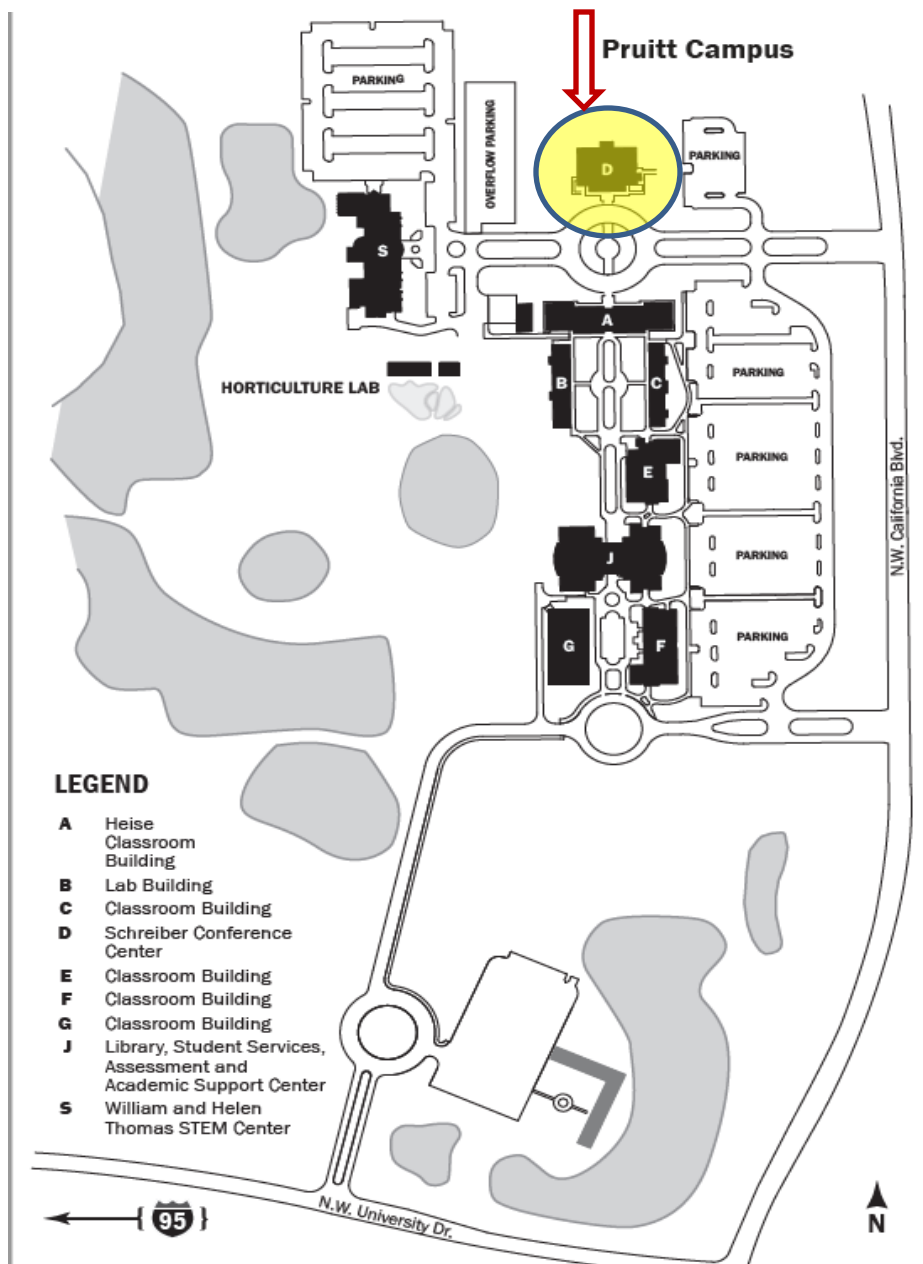 Pruitt Campus
PARKING
OVERFLOW PARKING
D
PARKING
S
A
HORTICULTURE LAB
B
C
PARKING
E
PARKING
N.W. California Blvd.
J
PARKING
G
F
PARKING
LEGEND
A Heise
Classroom
Building
B Lab Building
C Classroom Building
D Schreiber Conference
Center
E Classroom Building
F Classroom Building
G Classroom Building
J Library, Student Services,
Assessment and
Academic Support Center
S William and Helen
Thomas STEM Center
95
N.W. University Dr.
N